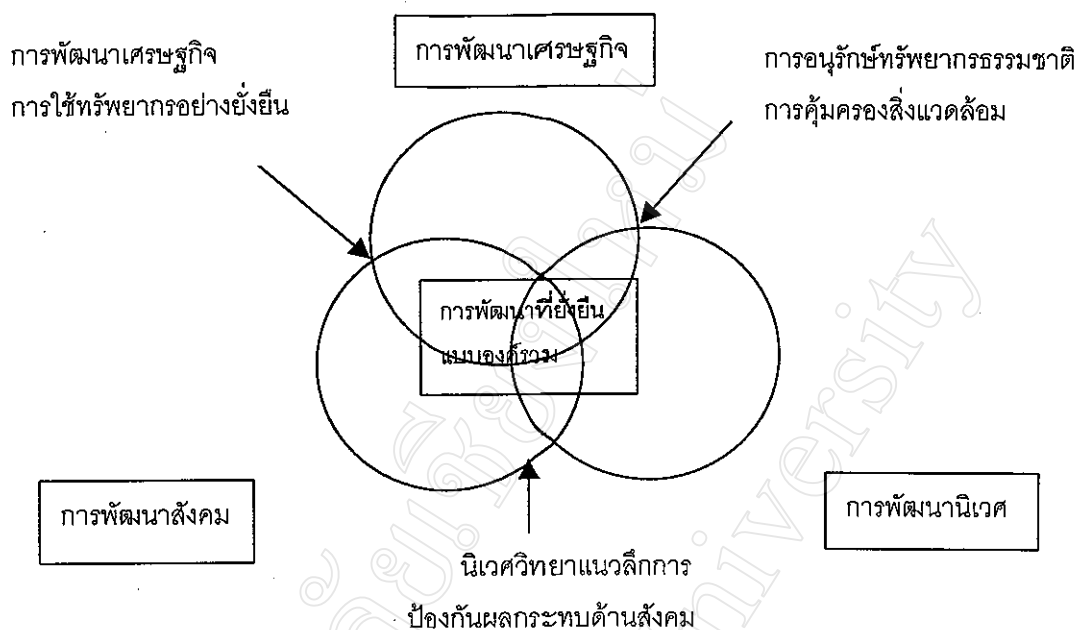 การพัฒนาเศรษฐกิจ
การพัฒนาเศรษฐกิจ
การใช้ทรัพยากรอย่างยั่งยืน
การอนุรักษ์ทรัพยากรธรรมชาติ
การคุ้มครองสิ่งแวดล้อม
การพัฒนาที่ยั่งยืน
แบบองค์รวม
การพัฒนาสังคม
การพัฒนานิเวศ
นิเวศวิทยาแนวลึกการ
ป้องกันผลกระทบด้านสังคม
University